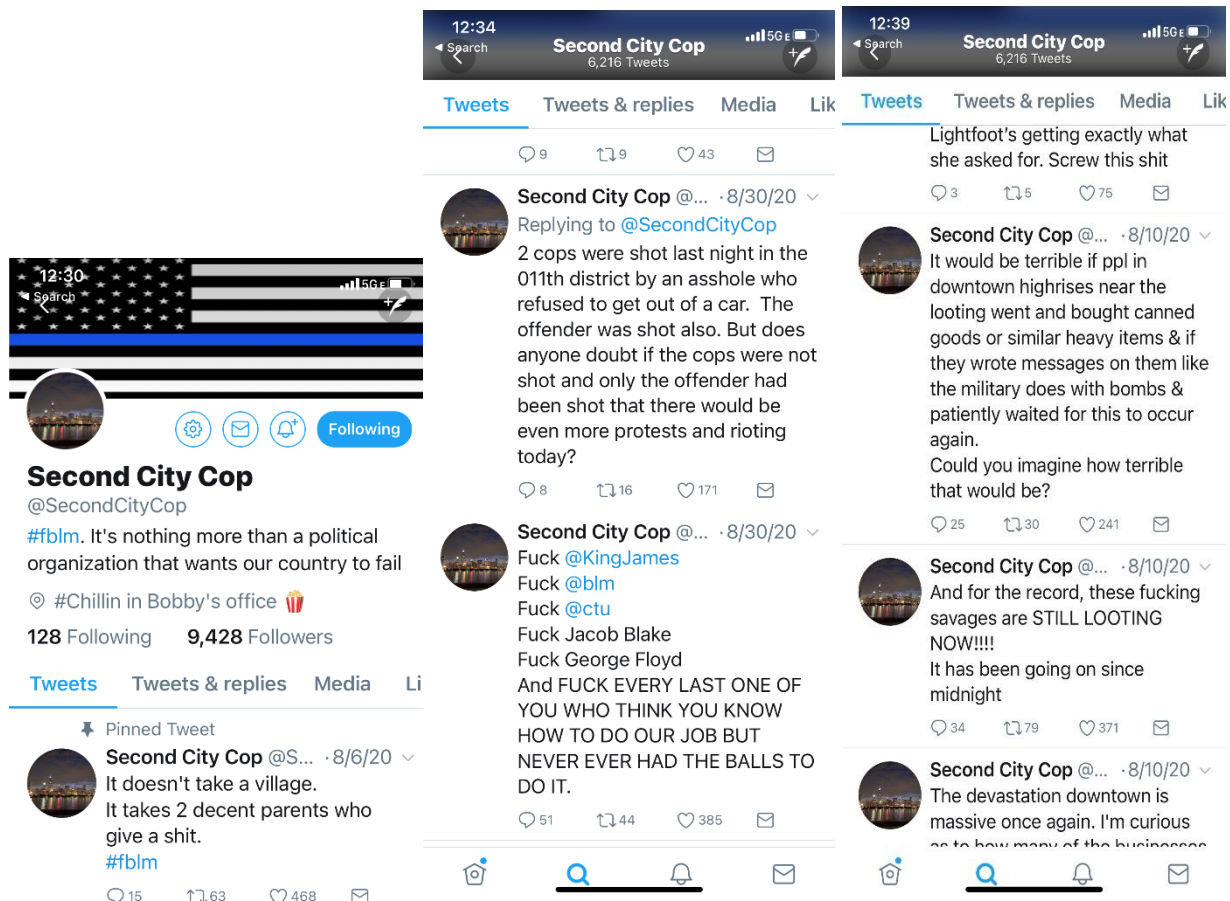 12:30
5G E
Search
Following
Second City Cop
@SecondCityCop
#fblm. It's nothing more than a political
organization that wants our country to fail
#Chillin in Bobby's office 🍿
128 Following 9,428 Followers
Tweets Tweets & replies Media Li
Pinned Tweet
Second City Cop @S... · 8/6/20
It doesn't take a village.
It takes 2 decent parents who
give a shit.
#fblm
15 63 468
12:34
5G E
Search
Second City Cop
6,216 Tweets
Tweets Tweets & replies Media Lik
9 9 43
Second City Cop @... · 8/30/20
Replying to @SecondCityCop
2 cops were shot last night in the
011th district by an asshole who
refused to get out of a car. The
offender was shot also. But does
anyone doubt if the cops were not
shot and only the offender had
been shot that there would be
even more protests and rioting
today?
8 16 171
Second City Cop @... · 8/30/20
Fuck @KingJames
Fuck @blm
Fuck @ctu
Fuck Jacob Blake
Fuck George Floyd
And FUCK EVERY LAST ONE OF
YOU WHO THINK YOU KNOW
HOW TO DO OUR JOB BUT
NEVER EVER HAD THE BALLS TO
DO IT.
51 44 385
12:39
5G E
Search
Second City Cop
6,216 Tweets
Tweets Tweets & replies Media Lik
Lightfoot's getting exactly what
she asked for. Screw this shit
3 5 75
Second City Cop @... · 8/10/20
It would be terrible if ppl in
downtown highrises near the
looting went and bought canned
goods or similar heavy items & if
they wrote messages on them like
the military does with bombs &
patiently waited for this to occur
again.
Could you imagine how terrible
that would be?
25 30 241
Second City Cop @... · 8/10/20
And for the record, these fucking
savages are STILL LOOTING
NOW!!!!
It has been going on since
midnight
34 79 371
Second City Cop @... · 8/10/20
The devastation downtown is
massive once again. I'm curious
as to how many of the businesses